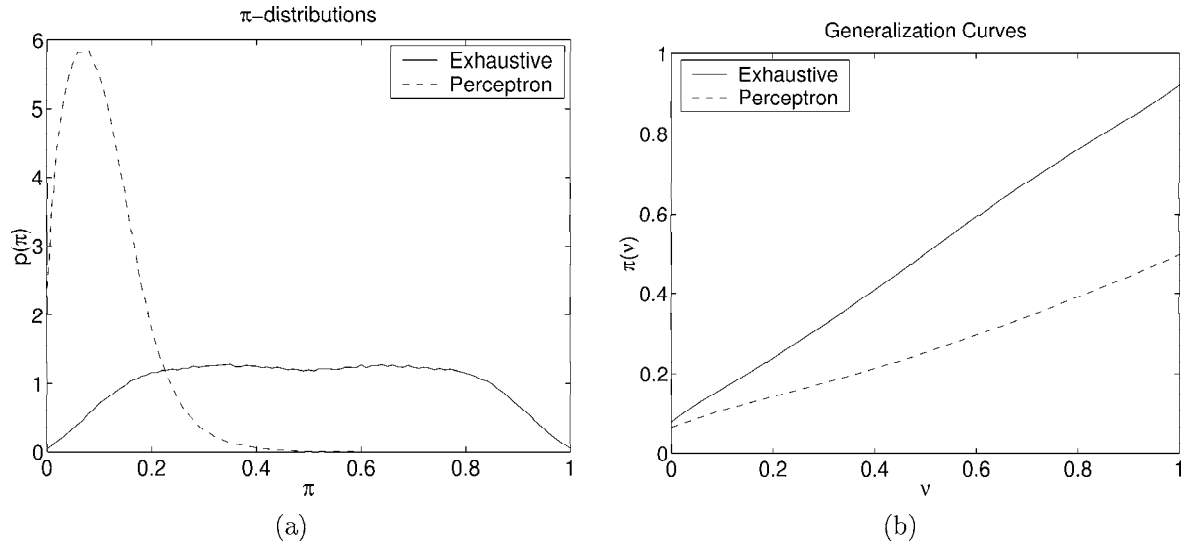 π−distributions
6
5
4
3
2
1
0
p(π)
Exhaustive
Perceptron
0 0.2 0.4 0.6 0.8 1
π
(a)
Generalization Curves
1
0.8
0.6
0.4
0.2
0
π(ν)
Exhaustive
Perceptron
0 0.2 0.4 0.6 0.8 1
ν
(b)